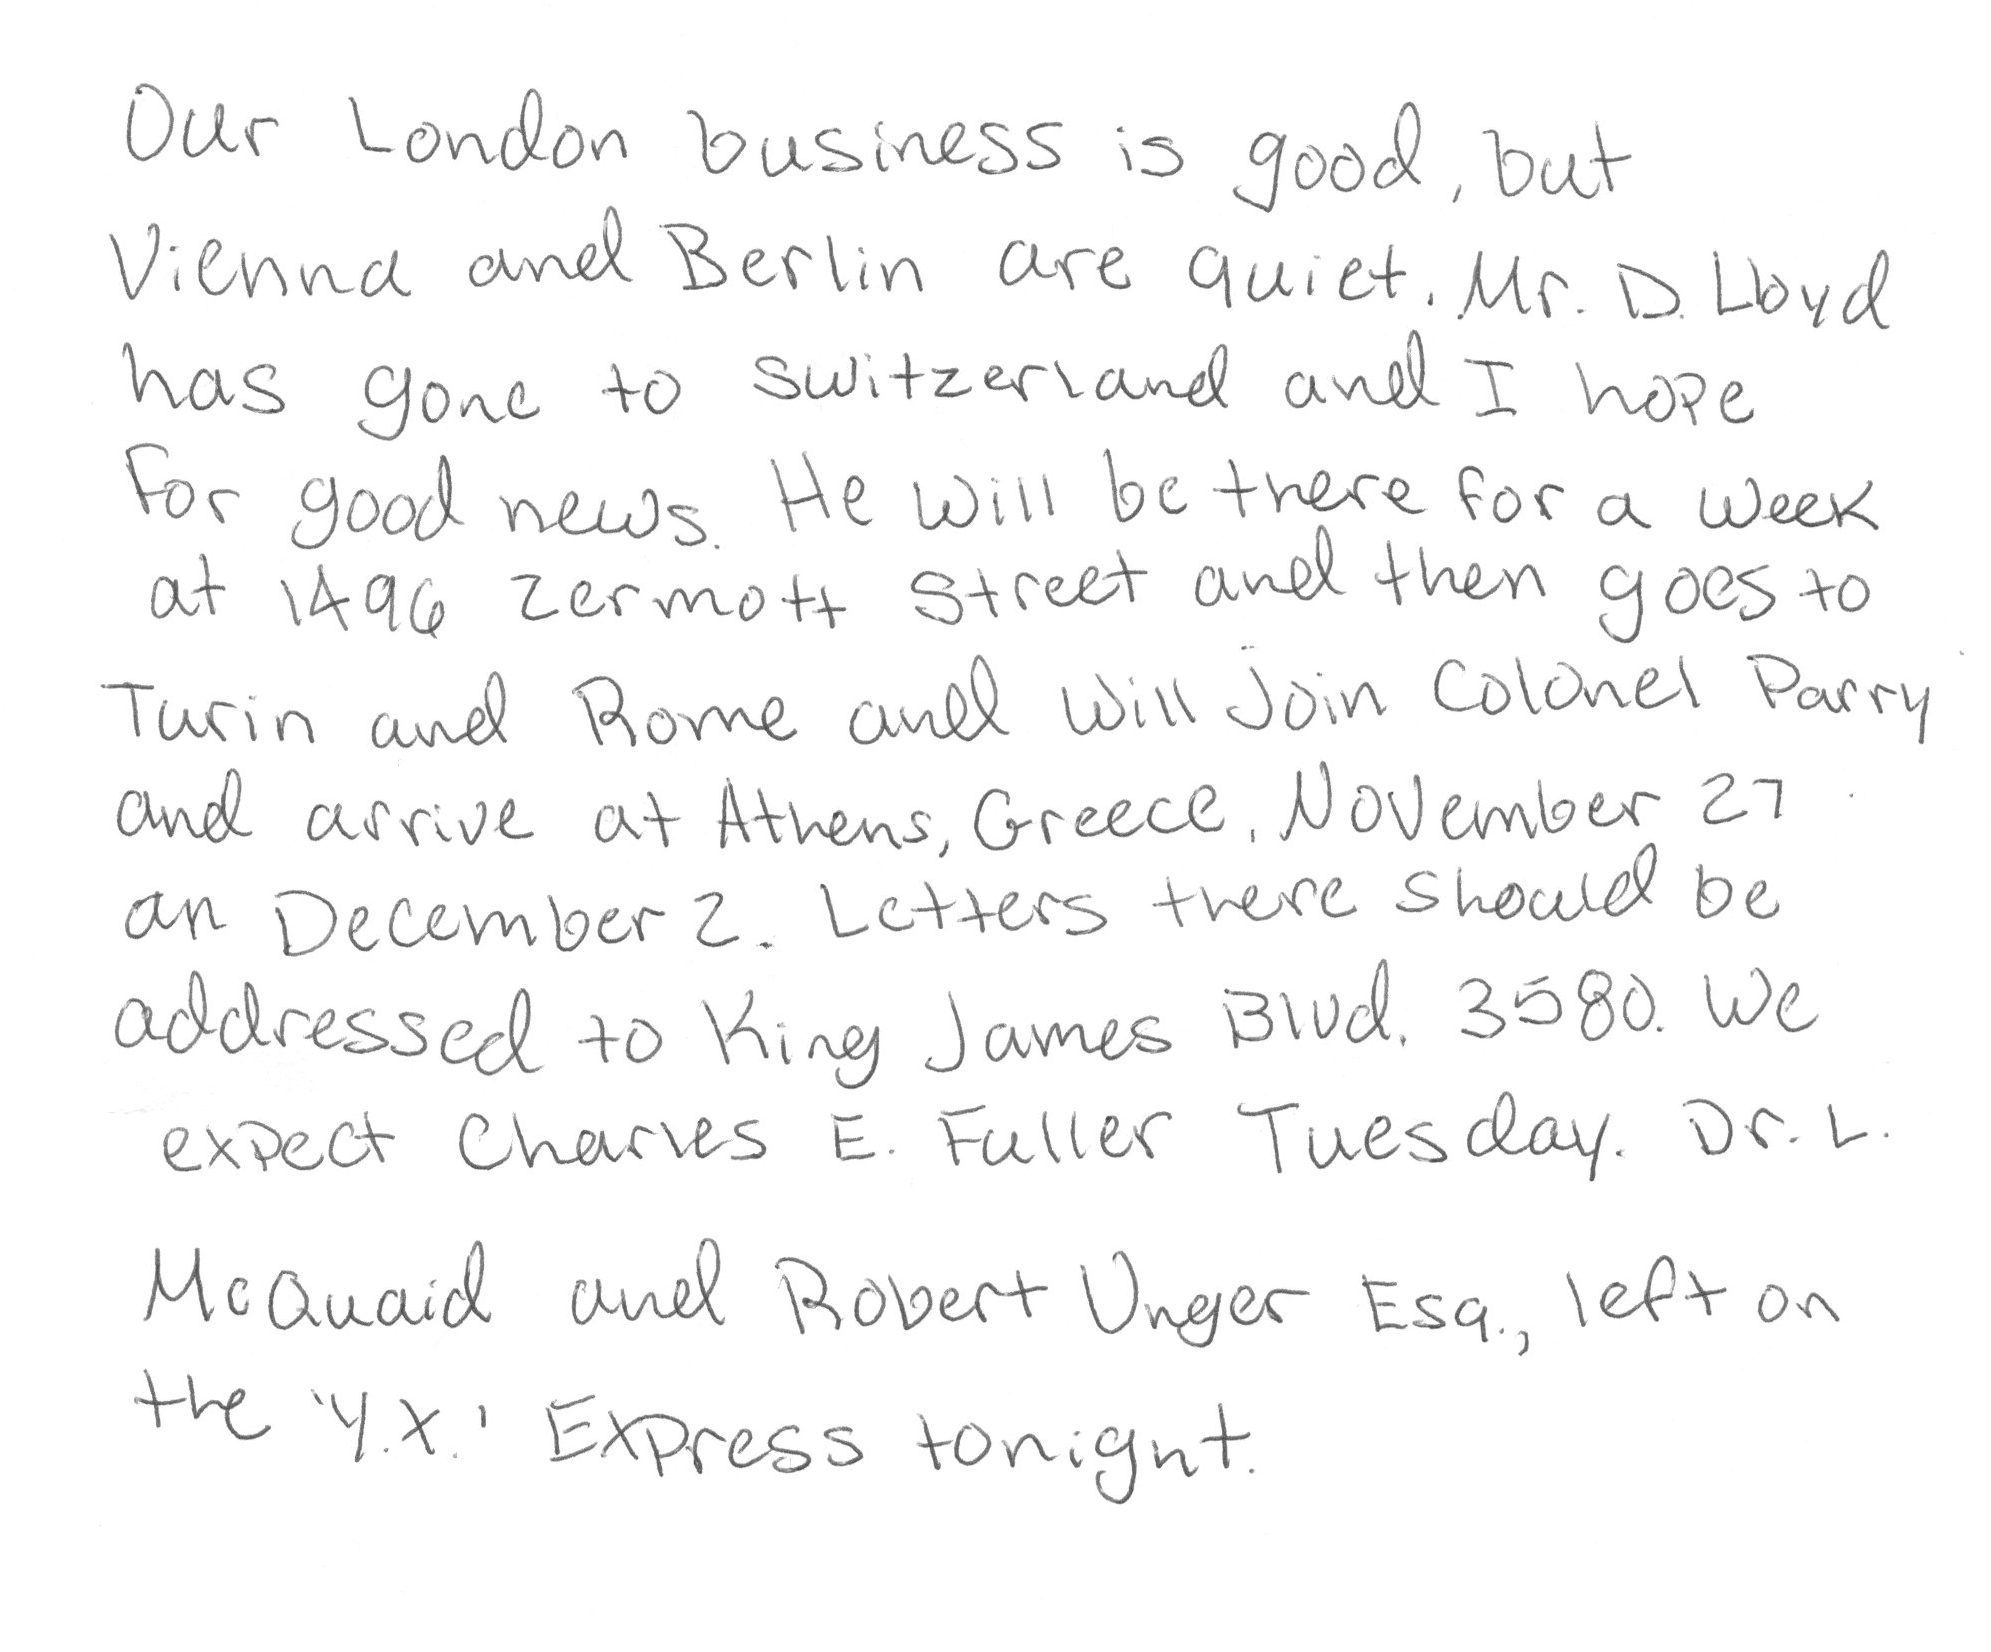 Our London business is good, but
Vienna and Berlin are quiet. Mr. D. Lloyd
has gone to Switzerland and I hope
for good news. He will be there for a week
at 1496 Zermott Street and then goes to
Turin and Rome and will join Colonel Parry
and arrive at Athens, Greece, November 27
an December 2. Letters there should be
addressed to King James Blvd. 3580. We
expect Charles E. Fuller Tuesday. Dr. L.
McQuaid and Robert Unger Esq., left on
the 'Y.X.' Express tonight.